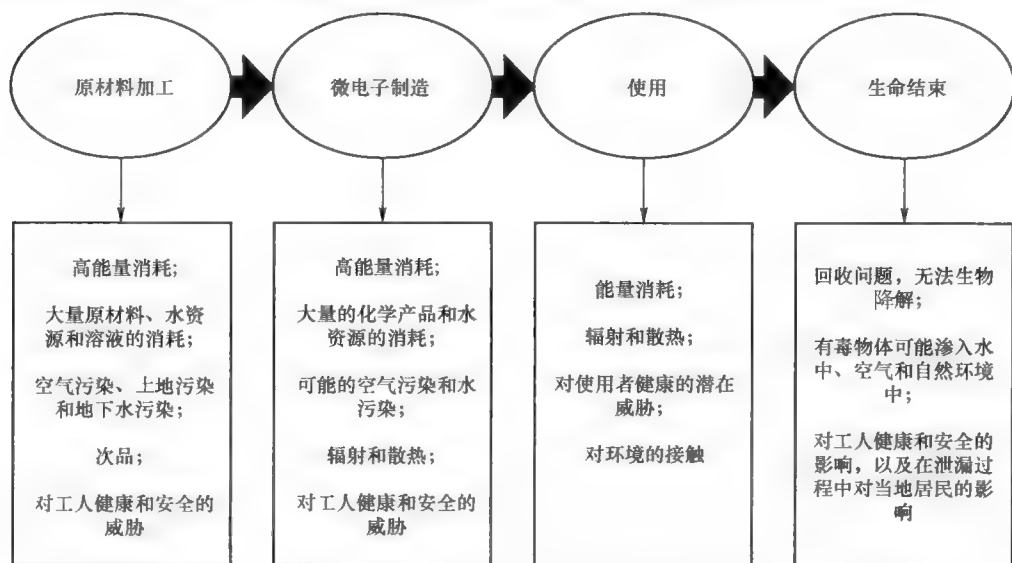 原材料加工
微电子制造
使用
生命结束
高能量消耗;
大量原材料、水资
源和溶液的消耗;
空气污染、上地污染
和地下水污染;
次品;
对工人健康和安全的
威胁
高能量消耗;
大量的化学产品和水
资源的消耗;
可能的空气污染和水
污染;
辐射和散热;
对工人健康和安全的
威胁
能量消耗;
辐射和散热;
对使用者健康的潜在
威胁;
对环境的接触
回收问题，无法生物
降解;
有毒物体可能渗入水
中、空气和自然环境
中;
对工人健康和安全的
影响，以及在泄漏过
程中对当地居民的影
响